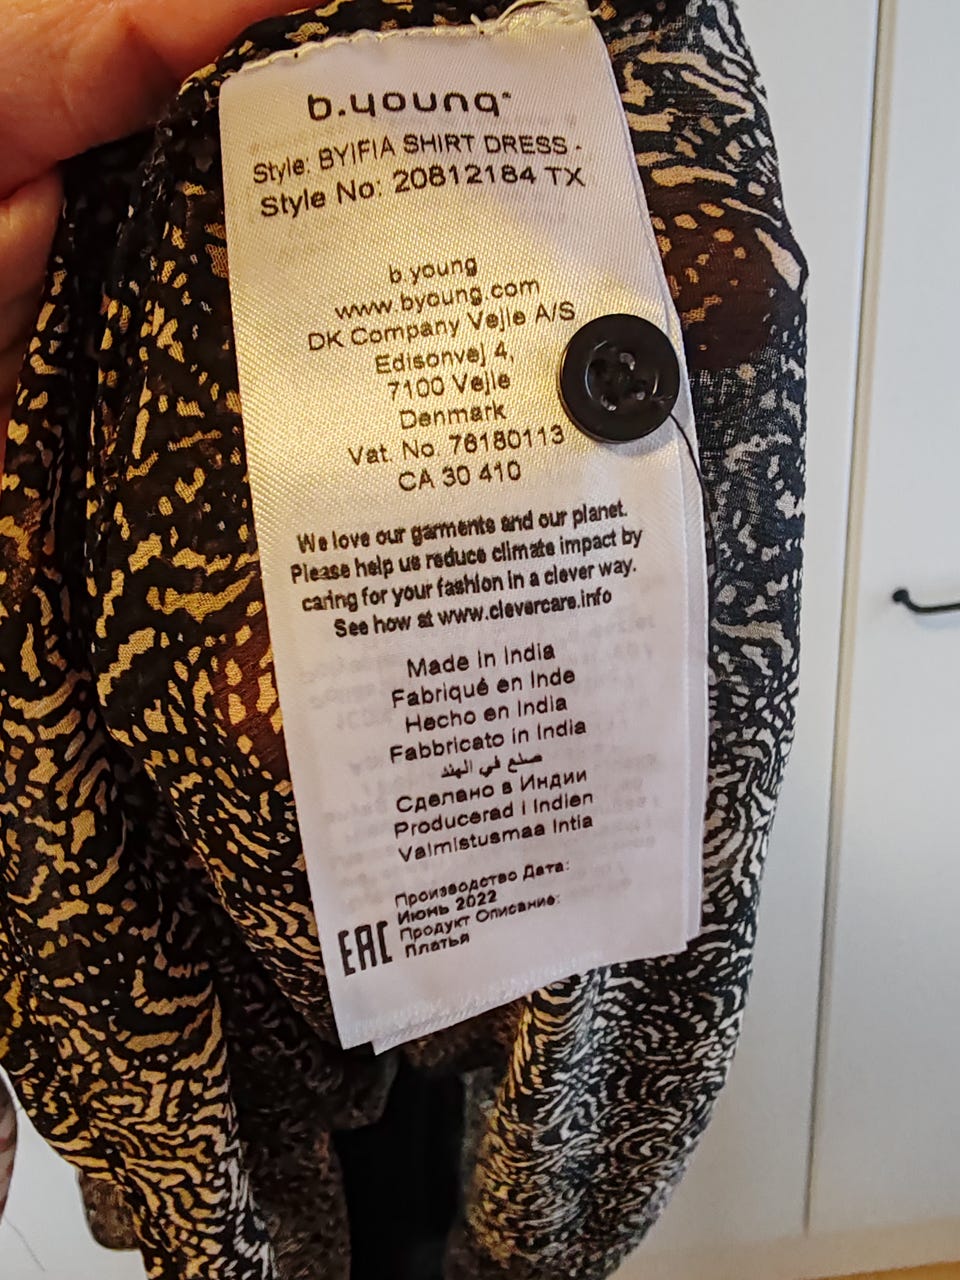 b.young®
Style: BYIFIA SHIRT DRESS -
Style No: 20812184 TX
b.young
www.byoung.com
DK Company Vejle A/S
Edisonvej 4,
7100 Vejle
Denmark
Vat. No. 76180113
CA 30 410
We love our garments and our planet.
Please help us reduce climate impact by
caring for your fashion in a clever way.
See how at www.clevercare.info
Made in India
Fabriqué en Inde
Hecho en India
Fabbricato in India
صنع في الهند
Сделано в Индии
Producerad i Indien
Valmistusmaa Intia
Производство Дата:
Июнь 2022
Продукт Описание:
Платья
EAC